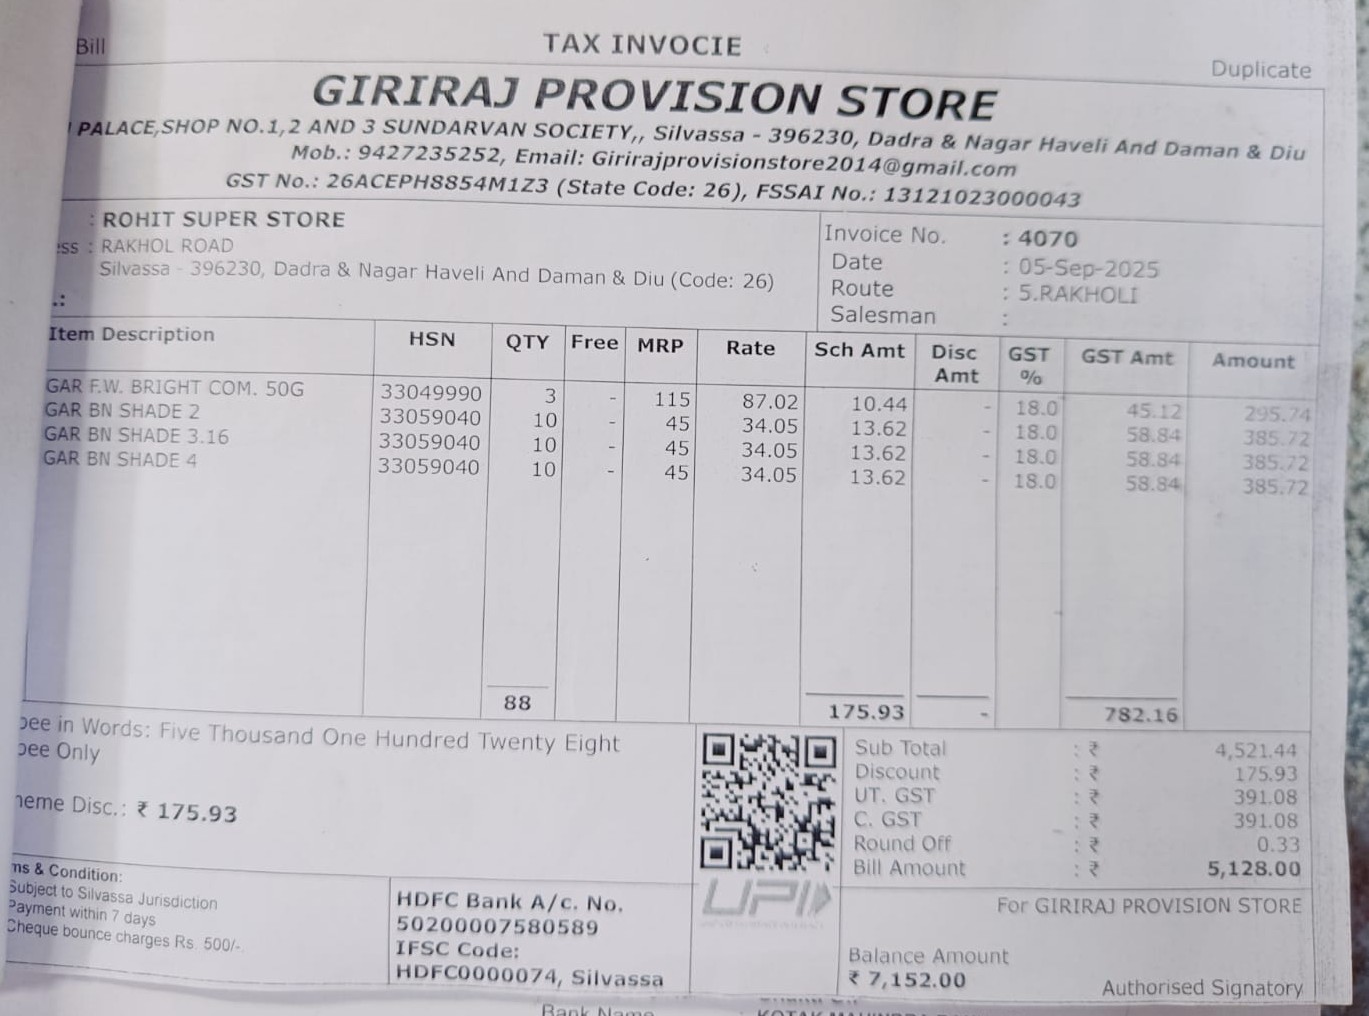 Bill
TAX INVOCIE
Duplicate
GIRIRAJ PROVISION STORE
PALACE,SHOP NO.1,2 AND 3 SUNDARVAN SOCIETY,, Silvassa - 396230, Dadra & Nagar Haveli And Daman & Diu
Mob.: 9427235252, Email: Girirajprovisionstore2014@gmail.com
GST No.: 26ACEPH8854M1Z3 (State Code: 26), FSSAI No.: 13121023000043
: ROHIT SUPER STORE
ess : RAKHOL ROAD
Silvassa - 396230, Dadra & Nagar Haveli And Daman & Diu (Code: 26)
.:
Invoice No. : 4070
Date : 05-Sep-2025
Route : 5.RAKHOLI
Salesman :
Item Description HSN QTY Free MRP Rate Sch Amt Disc Amt GST % GST Amt Amount
GAR F.W. BRIGHT COM. 50G 33049990 3 - 115 87.02 10.44 - 18.0 45.12 295.74
GAR BN SHADE 2 33059040 10 - 45 34.05 13.62 - 18.0 58.84 385.72
GAR BN SHADE 3.16 33059040 10 - 45 34.05 13.62 - 18.0 58.84 385.72
GAR BN SHADE 4 33059040 10 - 45 34.05 13.62 - 18.0 58.84 385.72
88 175.93 - 782.16
pee in Words: Five Thousand One Hundred Twenty Eight
pee Only
heme Disc.: ₹ 175.93
Sub Total : ₹ 4,521.44
Discount : ₹ 175.93
UT. GST : ₹ 391.08
C. GST : ₹ 391.08
Round Off : ₹ 0.33
Bill Amount : ₹ 5,128.00
ms & Condition:
Subject to Silvassa Jurisdiction
Payment within 7 days
Cheque bounce charges Rs. 500/-.
HDFC Bank A/c. No.
50200007580589
IFSC Code:
HDFC0000074, Silvassa
UPI
For GIRIRAJ PROVISION STORE
Balance Amount
₹ 7,152.00
Authorised Signatory
Bank Name